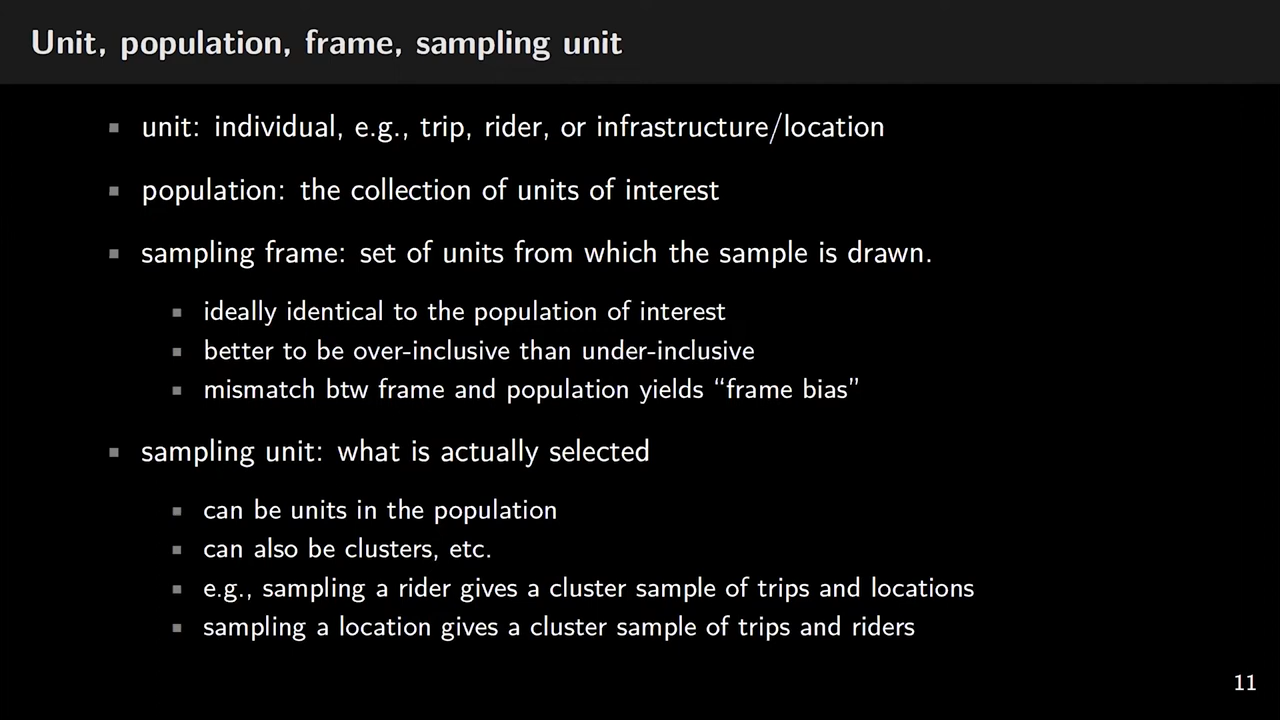 Unit, population, frame, sampling unit
unit: individual, e.g., trip, rider, or infrastructure/location
population: the collection of units of interest
sampling frame: set of units from which the sample is drawn.
ideally identical to the population of interest
better to be over-inclusive than under-inclusive
mismatch btw frame and population yields “frame bias”
sampling unit: what is actually selected
can be units in the population
can also be clusters, etc.
e.g., sampling a rider gives a cluster sample of trips and locations
sampling a location gives a cluster sample of trips and riders
11